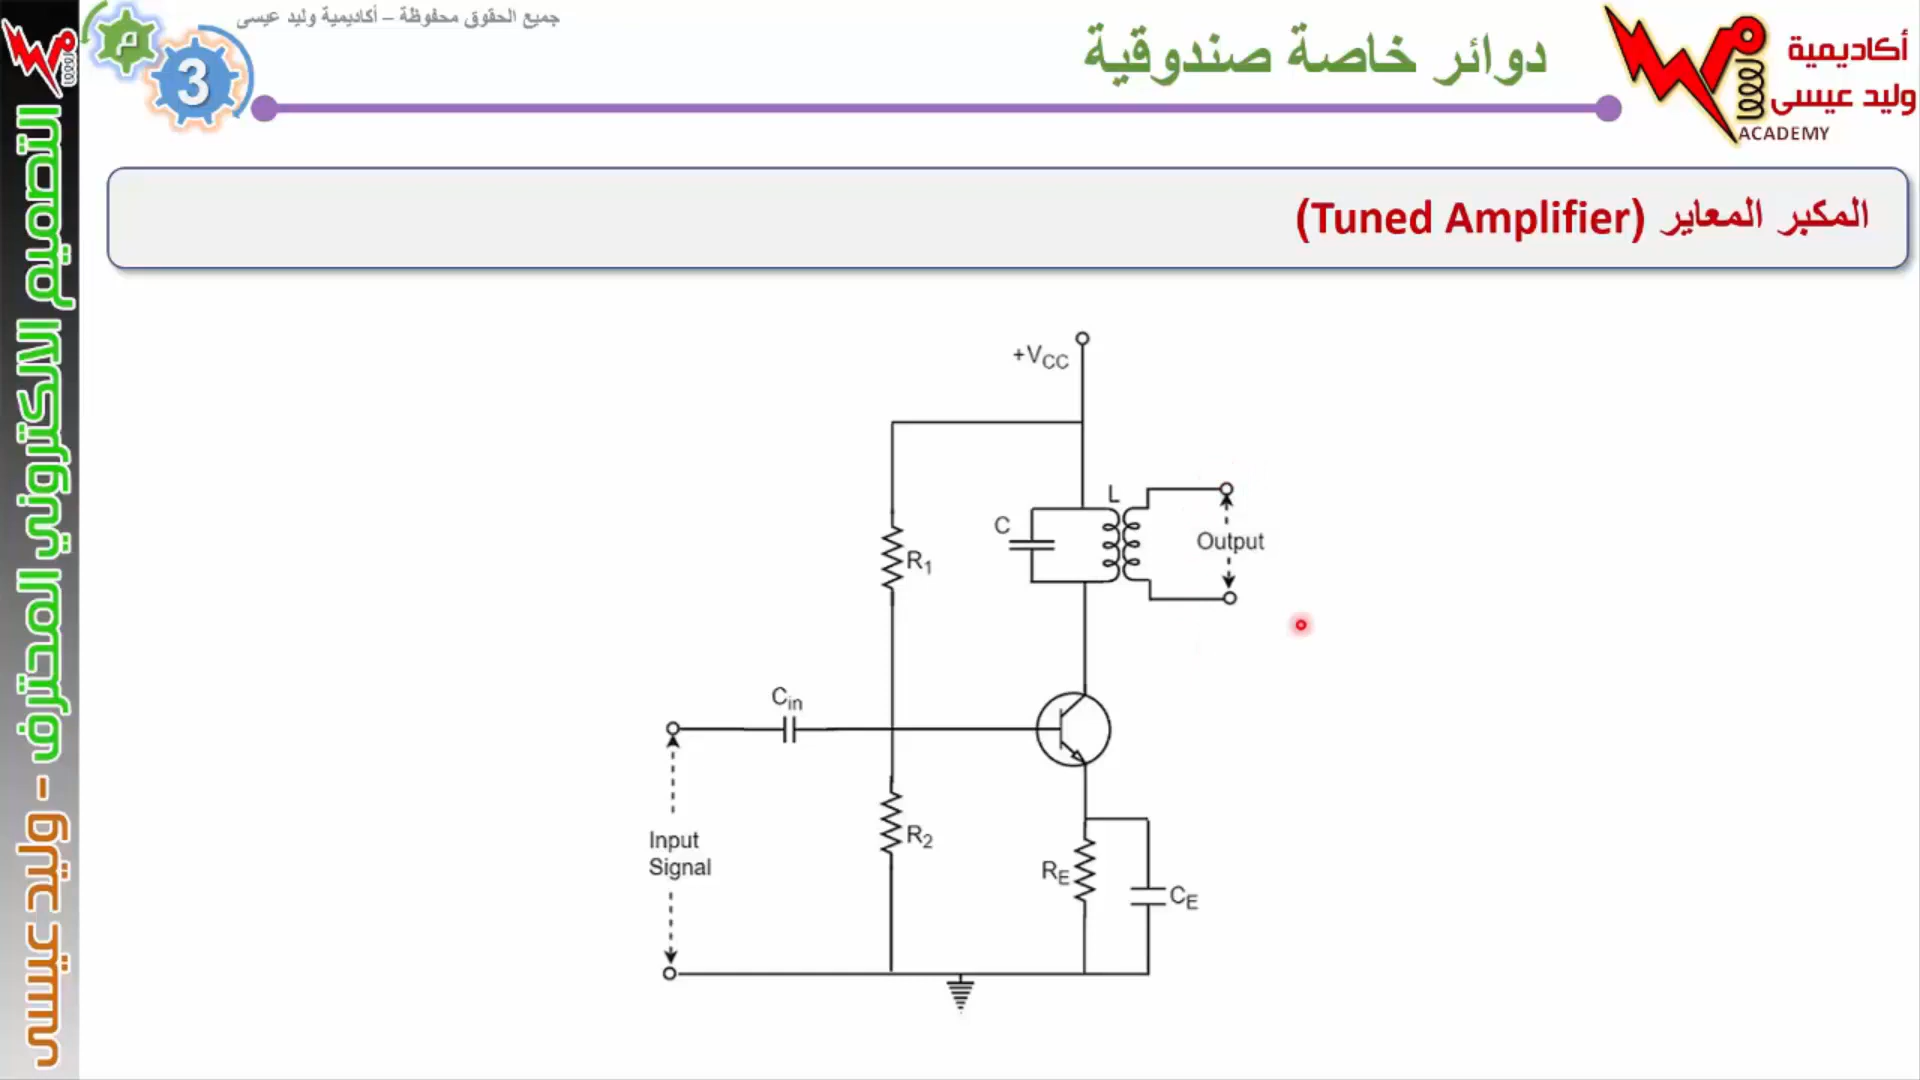 جميع الحقوق محفوظة – أكاديمية وليد عيسى
م
3
دوائر خاصة صندوقية
أكاديمية
وليد عيسى
ACADEMY
التصميم الالكتروني المحترف – وليد عيسى
المكبر المعاير (Tuned Amplifier)
+VCC
L
C
Output
R1
Cin
Input
Signal
R2
RE
CE